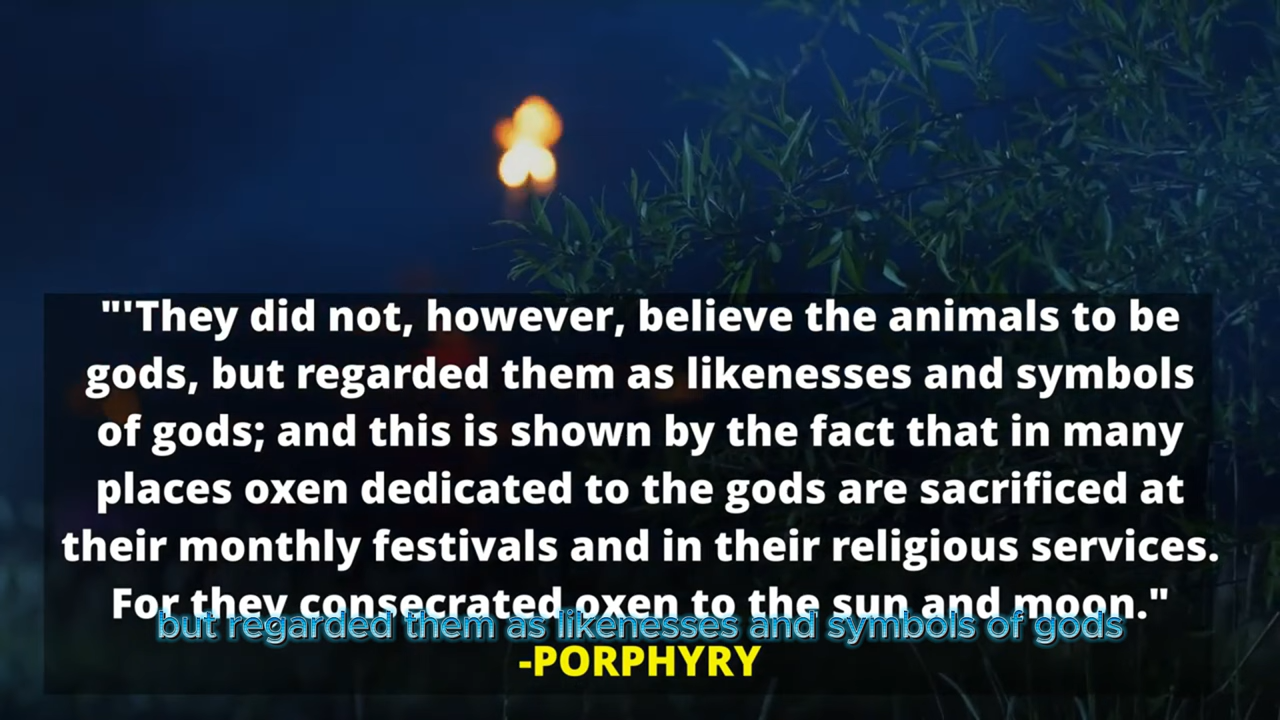 "'They did not, however, believe the animals to be
gods, but regarded them as likenesses and symbols
of gods; and this is shown by the fact that in many
places oxen dedicated to the gods are sacrificed at
their monthly festivals and in their religious services.
For they consecrated oxen to the sun and moon."
but regarded them as likenesses and symbols of gods
-PORPHYRY